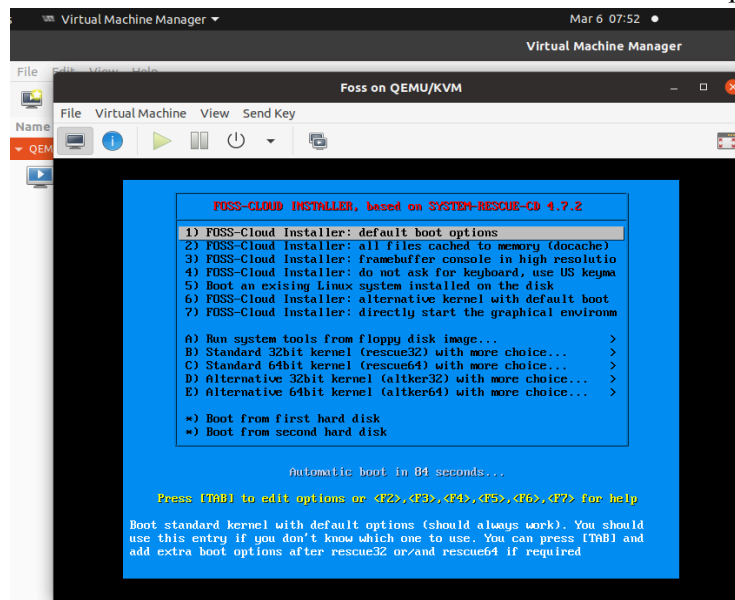 Virtual Machine Manager
Mar 6 07:52
Virtual Machine Manager
File Edit View Help
Foss on QEMU/KVM
File Virtual Machine View Send Key
Name
QEM
FOSS-CLOUD INSTALLER, based on SYSTEM-RESCUE-CD 4.7.2
1) FOSS-Cloud Installer: default boot options
2) FOSS-Cloud Installer: all files cached to memory (docache)
3) FOSS-Cloud Installer: framebuffer console in high resolutio
4) FOSS-Cloud Installer: do not ask for keyboard, use US keyma
5) Boot an exising Linux system installed on the disk
6) FOSS-Cloud Installer: alternative kernel with default boot
7) FOSS-Cloud Installer: directly start the graphical environm
A) Run system tools from floppy disk image... >
B) Standard 32bit kernel (rescue32) with more choice... >
C) Standard 64bit kernel (rescue64) with more choice... >
D) Alternative 32bit kernel (altker32) with more choice... >
E) Alternative 64bit kernel (altker64) with more choice... >
*) Boot from first hard disk
*) Boot from second hard disk
Automatic boot in 84 seconds...
Press [TAB] to edit options or <F2>,<F3>,<F4>,<F5>,<F6>,<F7> for help
Boot standard kernel with default options (should always work). You should
use this entry if you don't know which one to use. You can press [TAB] and
add extra boot options after rescue32 or/and rescue64 if required